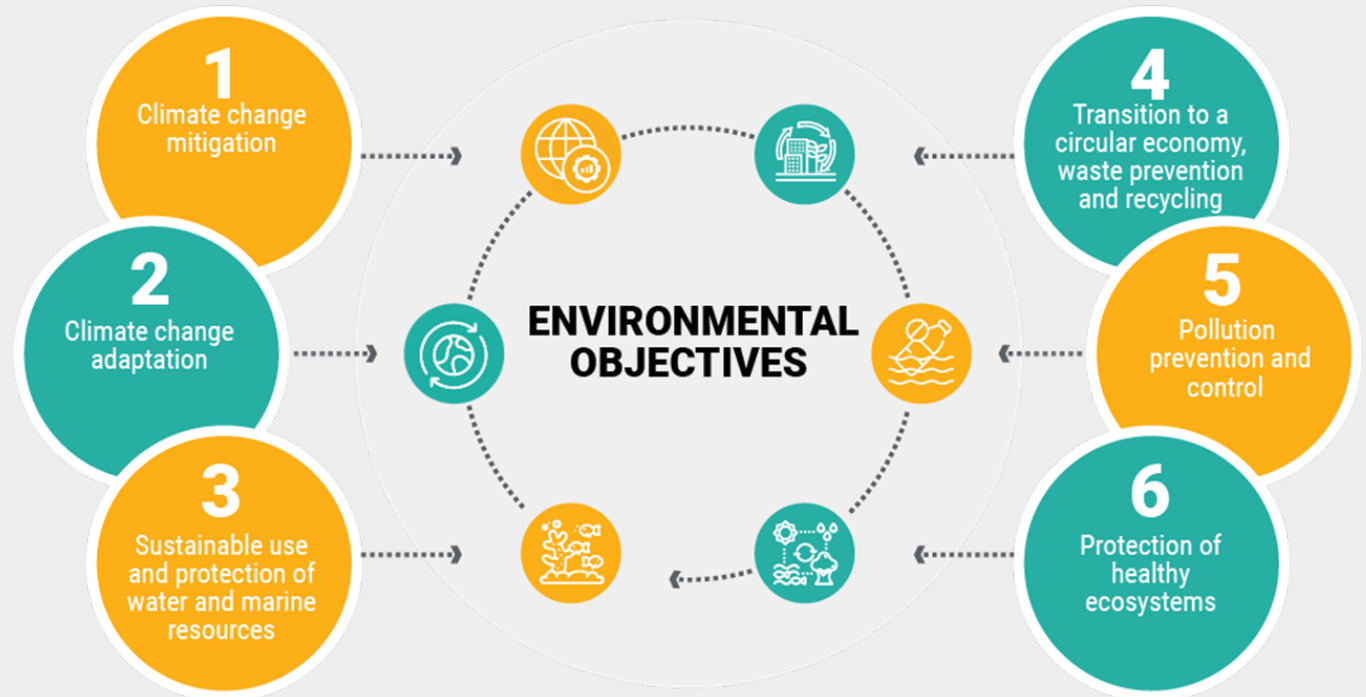 1
Climate change
mitigation
2
Climate change
adaptation
3
Sustainable use
and protection of
water and marine
resources
ENVIRONMENTAL
OBJECTIVES
4
Transition to a
circular economy,
waste prevention
and recycling
5
Pollution
prevention and
control
6
Protection of
healthy
ecosystems